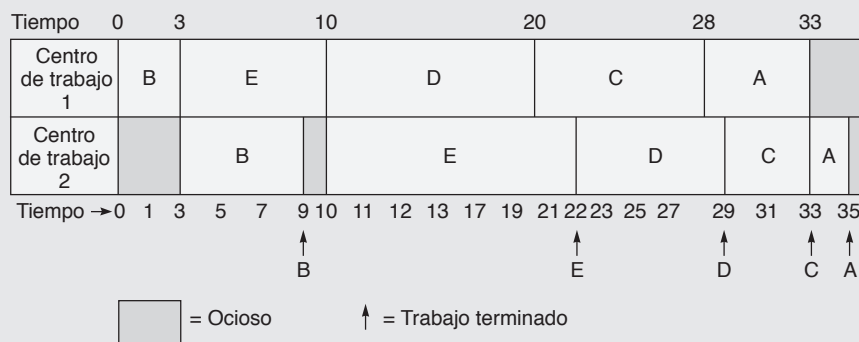 Tiempo 0 3 10 20 28 33
Centro de trabajo 1 B E D C A
Centro de trabajo 2 B E D C A
Tiempo → 0 1 3 5 7 9 10 11 12 13 17 19 21 22 23 25 27 29 31 33 35
B E D C A
= Ocioso = Trabajo terminado